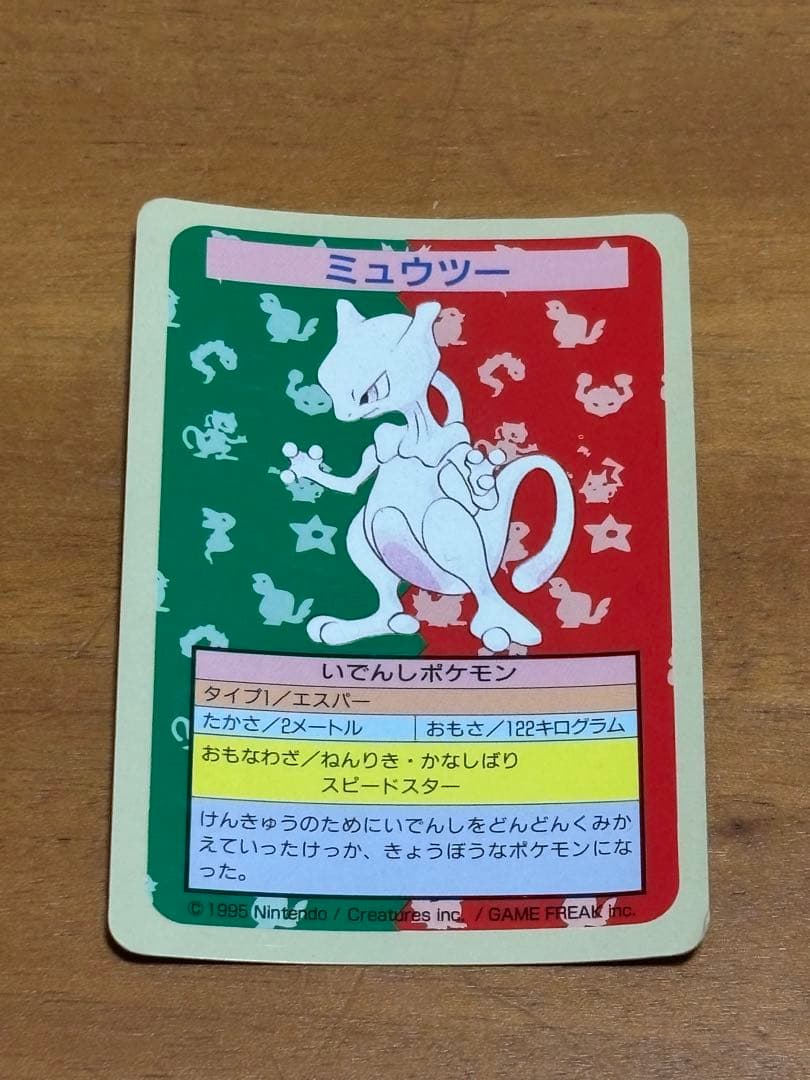 ミュウツー
いでんしポケモン
タイプ1／エスパー
たかさ／2メートル
おもさ／122キログラム
おもなわざ／ねんりき・かなしばり
スピードスター
けんきゅうのためにいでんしをどんどんくみか
えていったけっか、きょうぼうなポケモンにな
った。
© 1995 Nintendo / Creatures inc. / GAME FREAK inc.